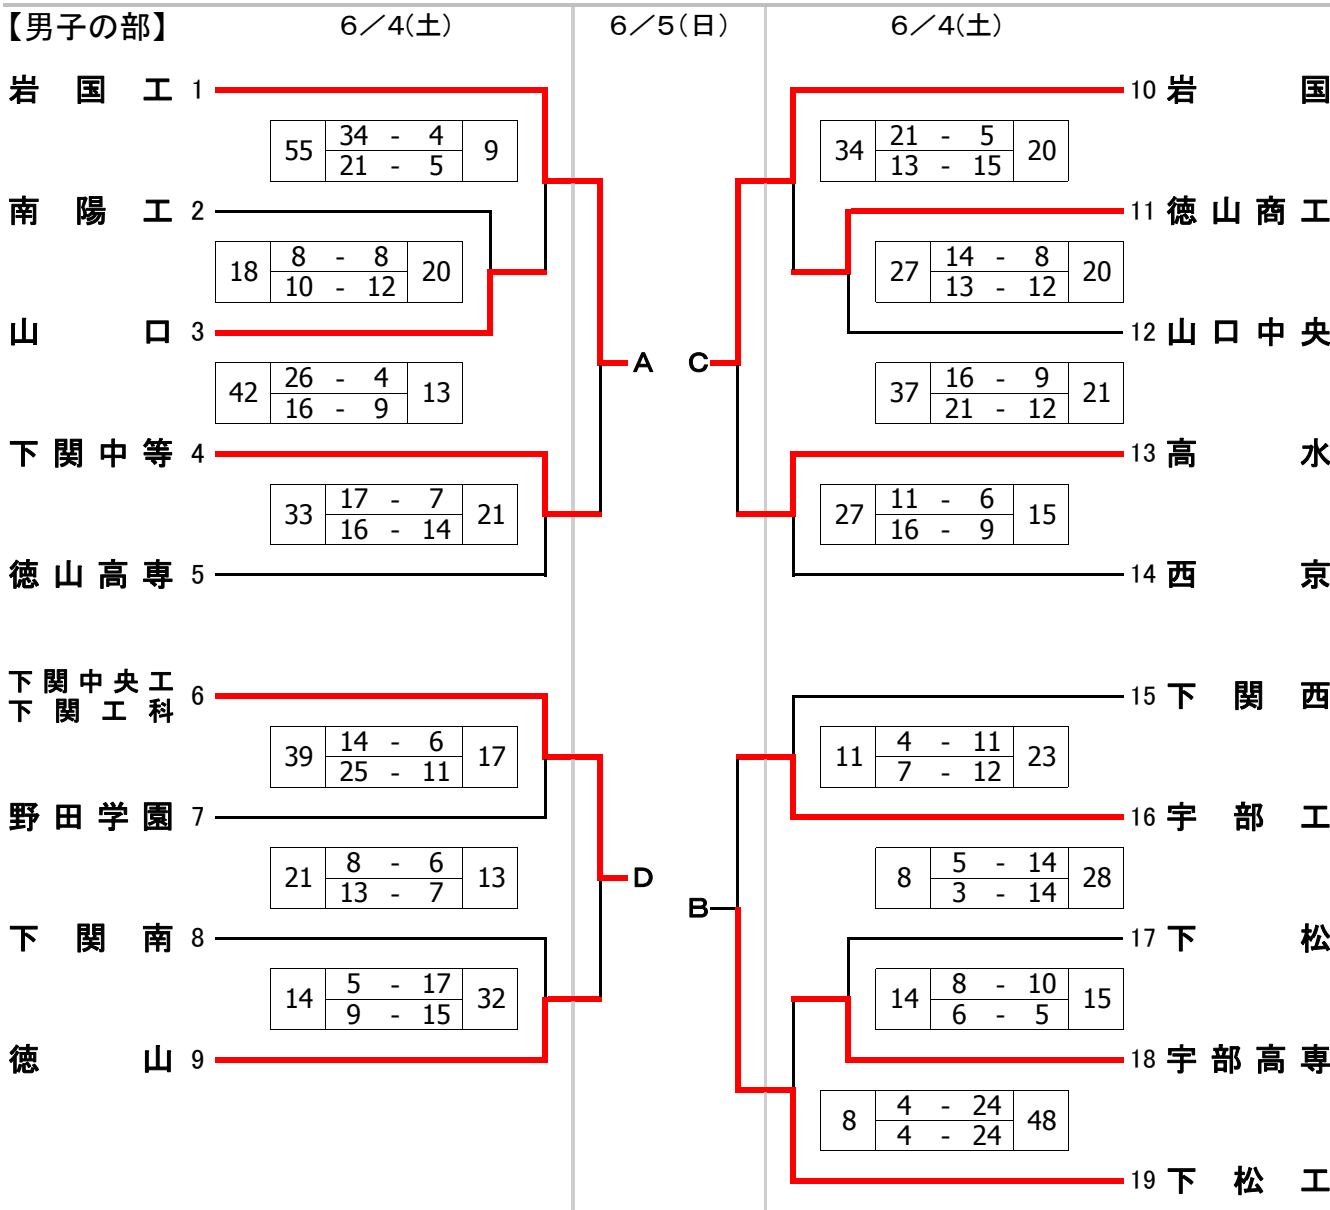 【男子の部】 6／4(土) 6／5(日) 6／4(土)
岩国工 1 10 岩国
55 34 - 4 9 34 21 - 5 20
21 - 5 13 - 15
南陽工 2 11 徳山商工
18 8 - 8 20 27 14 - 8 20
10 - 12 13 - 12
山口 3 12 山口中央
A C
42 26 - 4 13 37 16 - 9 21
16 - 9 21 - 12
下関中等 4 13 高水
33 17 - 7 21 27 11 - 6 15
16 - 14 16 - 9
徳山高専 5 14 西京
下関中央工
下関工科 6 15 下関西
39 14 - 6 17 11 4 - 11 23
25 - 11 7 - 12
野田学園 7 16 宇部工
21 8 - 6 13 8 5 - 14 28
13 - 7 3 - 14
D
B
下関南 8 17 下松
14 5 - 17 32 14 8 - 10 15
9 - 15 6 - 5
徳山 9 18 宇部高専
8 4 - 24 48
4 - 24
19 下松工